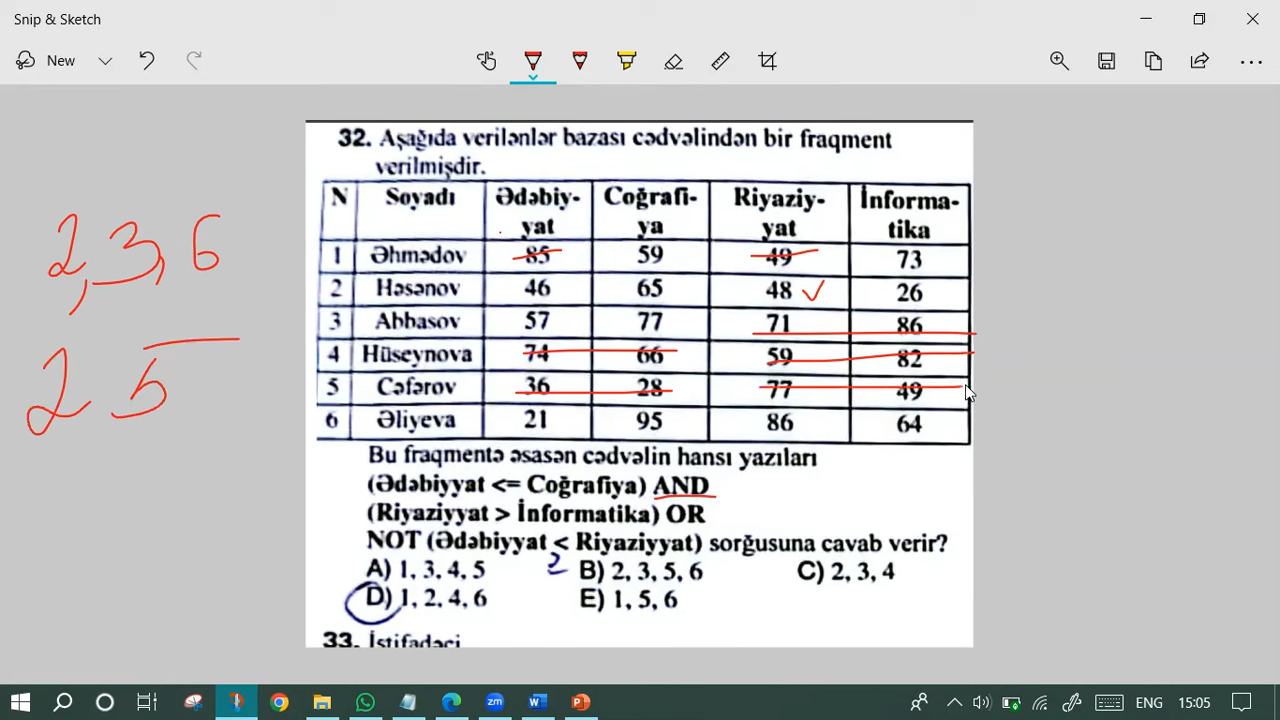 Snip & Sketch
New
32. Aşağıda verilənlər bazası cədvəlindən bir fraqment
verilmişdir.
N Soyadı Ədəbiy-yat Coğrafi-ya Riyaziy-yat İnforma-tika
1 Əhmədov 85 59 49 73
2 Həsənov 46 65 48 26
3 Abbasov 57 77 71 86
4 Hüseynova 74 66 59 82
5 Cəfərov 36 28 77 49
6 Əliyeva 21 95 86 64
Bu fraqmentə əsasən cədvəlin hansı yazıları
(Ədəbiyyat <= Coğrafiya) AND
(Riyaziyyat > İnformatika) OR
NOT (Ədəbiyyat < Riyaziyyat) sorğusuna cavab verir?
A) 1, 3, 4, 5 2 B) 2, 3, 5, 6 C) 2, 3, 4
D) 1, 2, 4, 6 E) 1, 5, 6
33. İstifadəçi
2, 3, 6
2 5
ENG 15:05